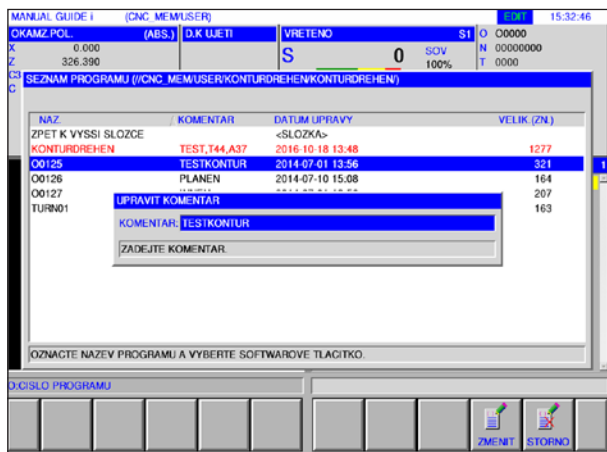 MANUAL GUIDE i (CNC_MEM/USER) EDIT 15:32:46
OKAMZ.POL. (ABS.) D.K UJETI VRETENO S1 O O0000
X 0.000 S 0 SOV 100% N 00000000
Z 326.390 T 0000
C3 SEZNAM PROGRAMU (//CNC_MEM/USER/KONTURDREHEN/KONTURDREHEN/)
C
NAZ. / KOMENTAR DATUM UPRAVY VELIK.(ZN.)
ZPET K VYSSI SLOZCE <SLOZKA>
KONTURDREHEN TEST,T44,A37 2016-10-18 13:48 1277
O0125 TESTKONTUR 2014-07-01 13:56 321 1
O0126 PLANEN 2014-07-10 15:08 164
O0127 207
TURN01 163
UPRAVIT KOMENTAR
KOMENTAR: TESTKONTUR
ZADEJTE KOMENTAR.
OZNACTE NAZEV PROGRAMU A VYBERTE SOFTWAROVE TLACITKO.
O:CISLO PROGRAMU
ZMENIT STORNO